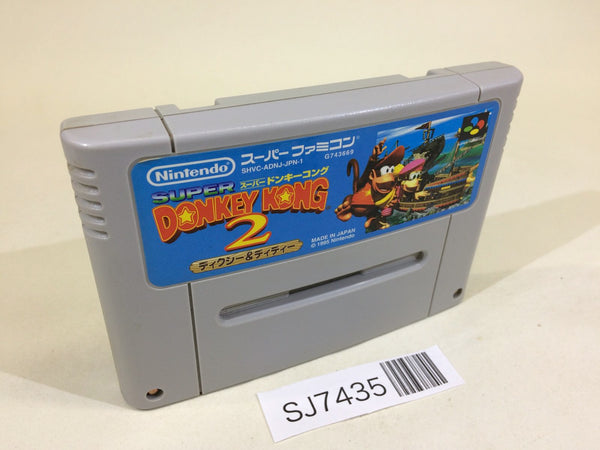 Nintendo
スーパーファミコン
SHVC-ADNJ-JPN-1
G743669
SUPER
スーパードンキーコング
DONKEY KONG
2
ディクシー&ディディー
MADE IN JAPAN
© 1995 Nintendo
SJ7435